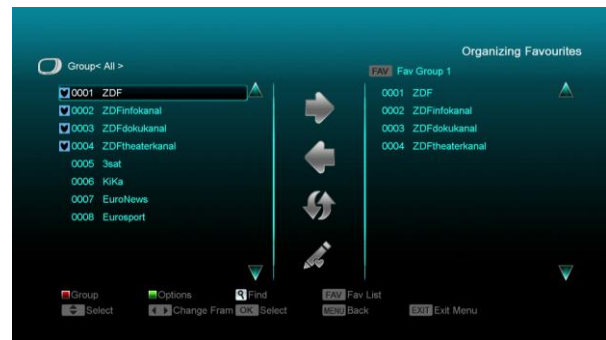 Organizing Favourites
Group< All >
FAV Fav Group 1
0001 ZDF
0002 ZDFinfokanal
0003 ZDFdokukanal
0004 ZDFtheaterkanal
0005 3sat
0006 KiKa
0007 EuroNews
0008 Eurosport
0001 ZDF
0002 ZDFinfokanal
0003 ZDFdokukanal
0004 ZDFtheaterkanal
Group Options Find FAV Fav List
Select Change Fram OK Select MENU Back EXIT Exit Menu